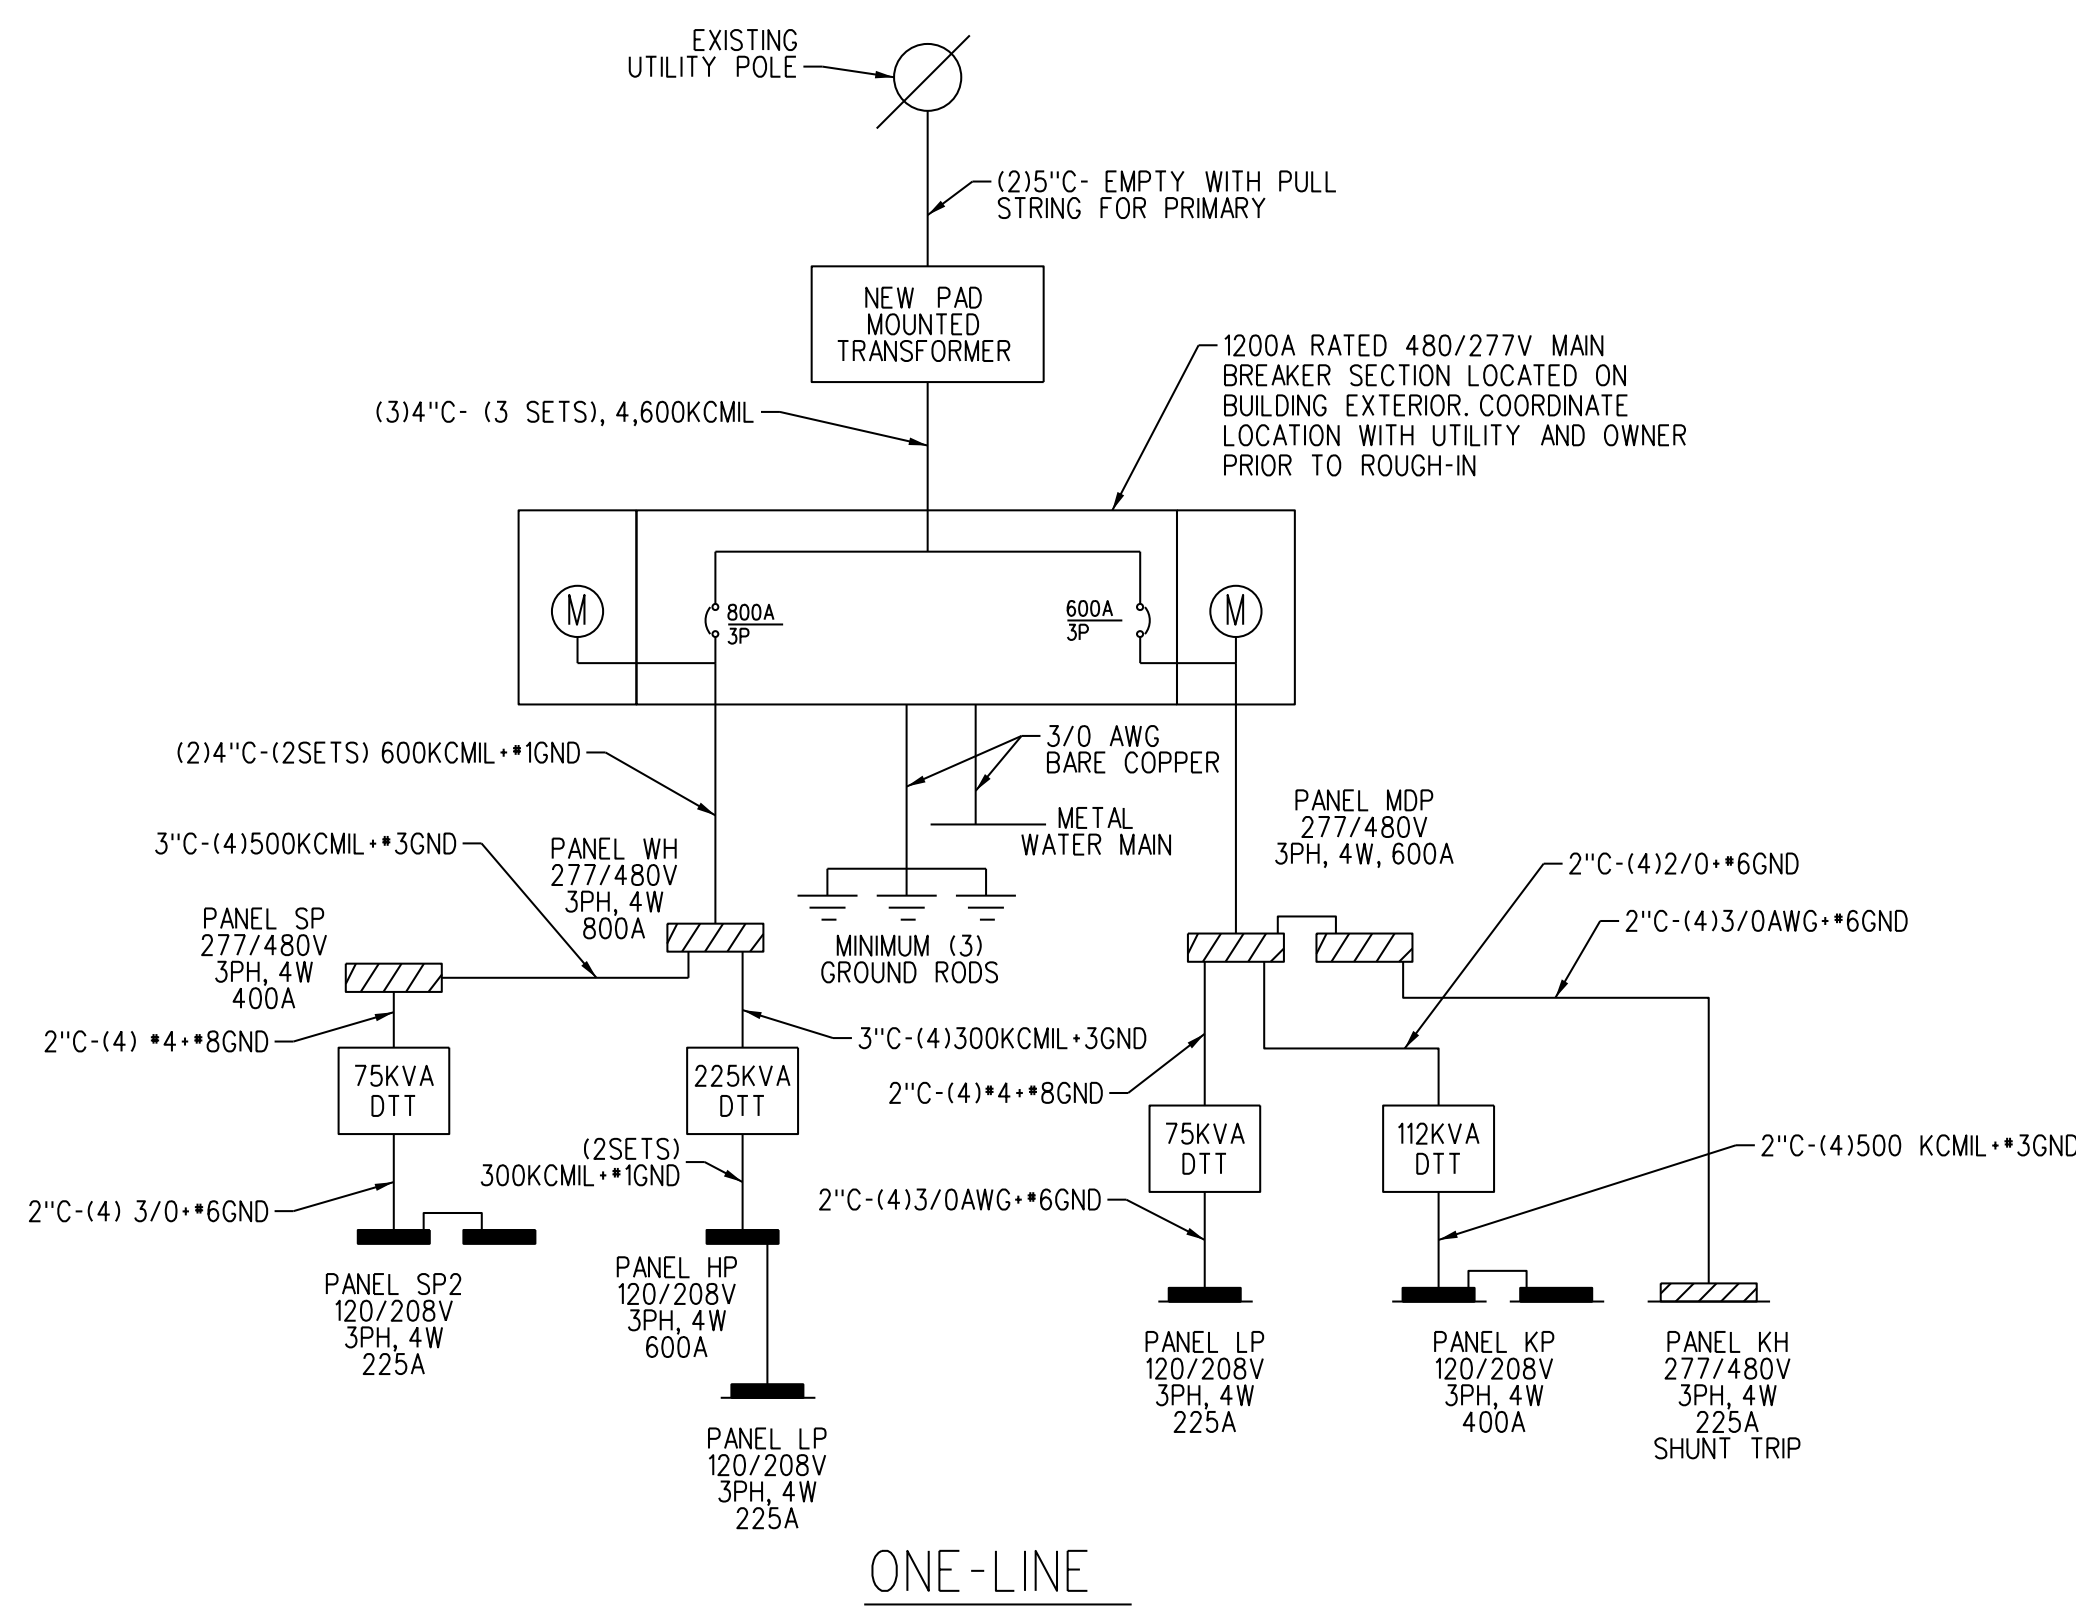 EXISTING
UTILITY POLE
(2)5"C- EMPTY WITH PULL
STRING FOR PRIMARY
NEW PAD
MOUNTED
TRANSFORMER
1200A RATED 480/277V MAIN
BREAKER SECTION LOCATED ON
BUILDING EXTERIOR. COORDINATE
LOCATION WITH UTILITY AND OWNER
PRIOR TO ROUGH-IN
(3)4"C- (3 SETS), 4,600KCMIL
M
800A
3P
600A
3P
M
(2)4"C-(2SETS) 600KCMIL+#1GND
3/0 AWG
BARE COPPER
METAL
WATER MAIN
PANEL MDP
277/480V
3PH, 4W, 600A
3"C-(4)500KCMIL+#3GND
PANEL WH
277/480V
3PH, 4W
800A
2"C-(4)2/0+#6GND
2"C-(4)3/0AWG+#6GND
PANEL SP
277/480V
3PH, 4W
400A
MINIMUM (3)
GROUND RODS
2"C-(4) #4+#8GND
3"C-(4)300KCMIL+3GND
2"C-(4)#4+#8GND
75KVA
DTT
225KVA
DTT
75KVA
DTT
112KVA
DTT
(2SETS)
300KCMIL+#1GND
2"C-(4)500 KCMIL+#3GND
2"C-(4) 3/0+#6GND
2"C-(4)3/0AWG+#6GND
PANEL SP2
120/208V
3PH, 4W
225A
PANEL HP
120/208V
3PH, 4W
600A
PANEL LP
120/208V
3PH, 4W
225A
PANEL LP
120/208V
3PH, 4W
225A
PANEL KP
120/208V
3PH, 4W
400A
PANEL KH
277/480V
3PH, 4W
225A
SHUNT TRIP
ONE-LINE